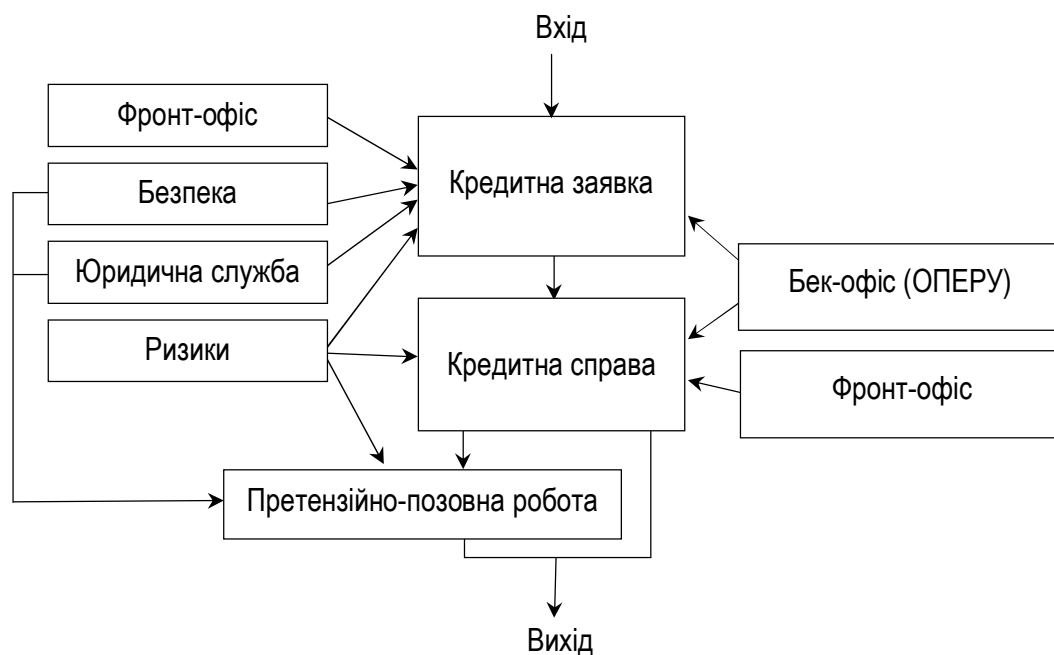 Вхід
Фронт-офіс
Кредитна заявка
Безпека
Юридична служба
Бек-офіс (ОПЕРУ)
Ризики
Кредитна справа
Фронт-офіс
Претензійно-позовна робота
Вихід